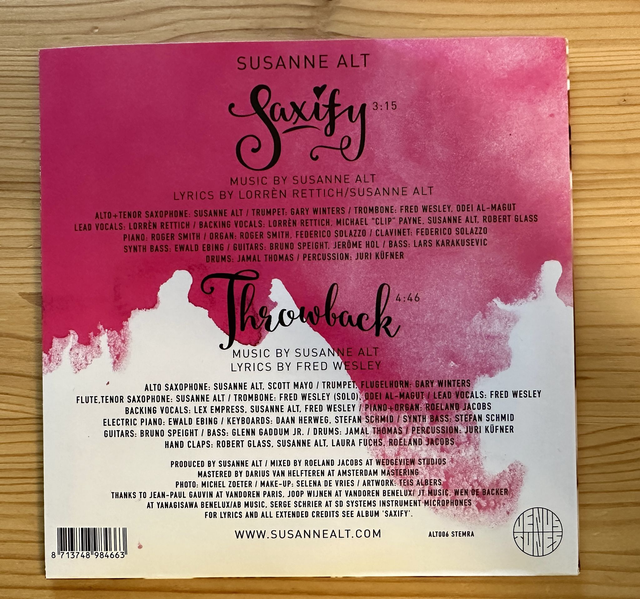 SUSANNE ALT
Saxify 3:15
MUSIC BY SUSANNE ALT
LYRICS BY LORRÈN RETTICH/SUSANNE ALT
ALTO+TENOR SAXOPHONE: SUSANNE ALT / TRUMPET: GARY WINTERS / TROMBONE: FRED WESLEY, ODEI AL-MAGUT
LEAD VOCALS: LORRÈN RETTICH / BACKING VOCALS: LORRÈN RETTICH, MICHAEL "CLIP" PAYNE, SUSANNE ALT, ROBERT GLASS
PIANO: ROGER SMITH / ORGAN: ROGER SMITH, FEDERICO SOLAZZO / CLAVINET: FEDERICO SOLAZZO
SYNTH BASS: EWALD EBING / GUITARS: BRUNO SPEIGHT, JERÔME HOL / BASS: LARS KARAKUSEVIC
DRUMS: JAMAL THOMAS / PERCUSSION: JURI KÜFNER
Throwback 4:46
MUSIC BY SUSANNE ALT
LYRICS BY FRED WESLEY
ALTO SAXOPHONE: SUSANNE ALT, SCOTT MAYO / TRUMPET, FLUGELHORN: GARY WINTERS
FLUTE,TENOR SAXOPHONE: SUSANNE ALT / TROMBONE: FRED WESLEY (SOLO), ODEI AL-MAGUT / LEAD VOCALS: FRED WESLEY
BACKING VOCALS: LEX EMPRESS, SUSANNE ALT, FRED WESLEY / PIANO+ORGAN: ROELAND JACOBS
ELECTRIC PIANO: EWALD EBING / KEYBOARDS: DAAN HERWEG, STEFAN SCHMID / SYNTH BASS: STEFAN SCHMID
GUITARS: BRUNO SPEIGHT / BASS: GLENN GADDUM JR. / DRUMS: JAMAL THOMAS / PERCUSSION: JURI KÜFNER
HAND CLAPS: ROBERT GLASS, SUSANNE ALT, LAURA FUCHS, ROELAND JACOBS
PRODUCED BY SUSANNE ALT / MIXED BY ROELAND JACOBS AT WEDGEVIEW STUDIOS
MASTERED BY DARIUS VAN HELFTEREN AT AMSTERDAM MASTERING
PHOTO: MICHEL ZOETER / MAKE-UP: SELENA DE VRIES / ARTWORK: TEIS ALBERS
THANKS TO JEAN-PAUL GAUVIN AT VANDOREN PARIS, JOOP WIJNEN AT VANDOREN BENELUX/ JT MUSIC, WEN DE BACKER
AT YANAGISAWA BENELUX/AB MUSIC, SERGE SCHRIER AT SD SYSTEMS INSTRUMENT MICROPHONES
FOR LYRICS AND ALL EXTENDED CREDITS SEE ALBUM 'SAXIFY'.
WWW.SUSANNEALT.COM
ALT006 STEMRA
VENUS TUNES
8 713748 984663